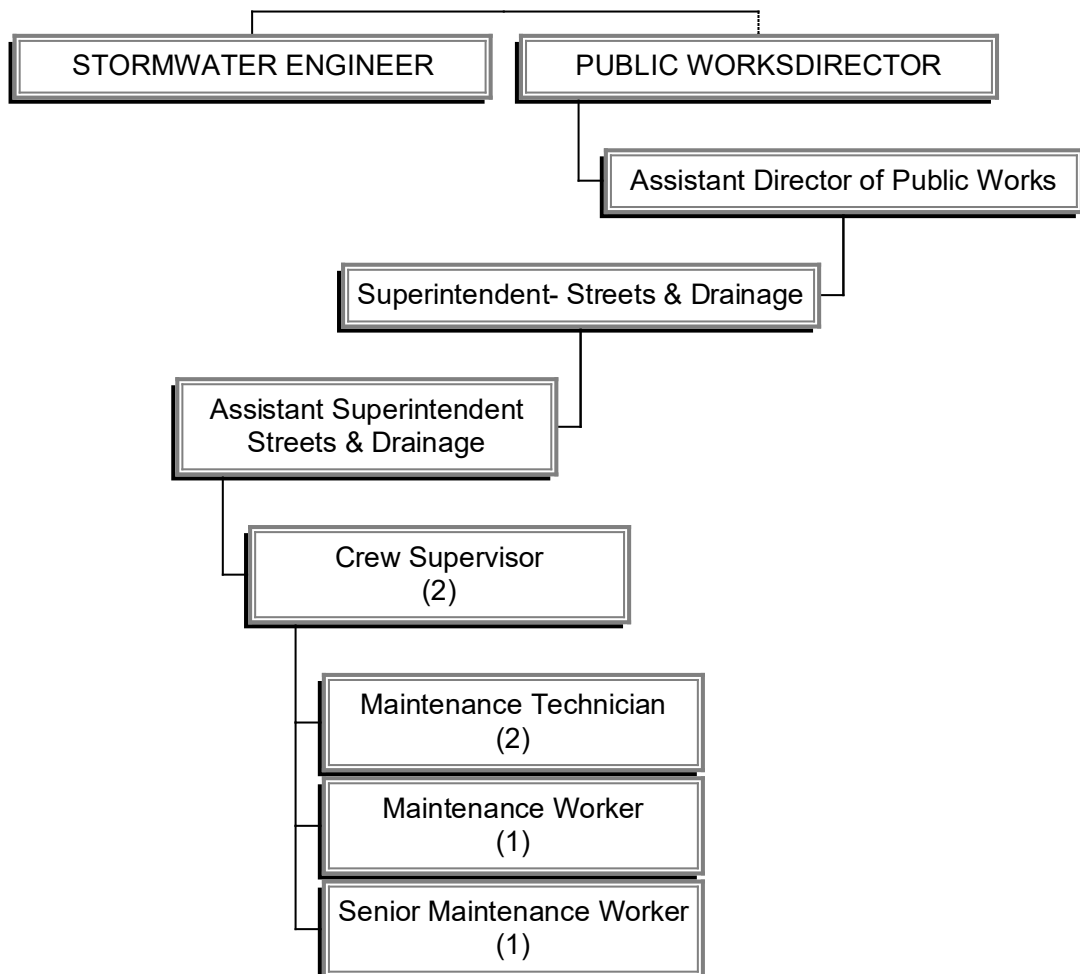 STORMWATER ENGINEER
PUBLIC WORKSDIRECTOR
Assistant Director of Public Works
Superintendent- Streets & Drainage
Assistant Superintendent
Streets & Drainage
Crew Supervisor
(2)
Maintenance Technician
(2)
Maintenance Worker
(1)
Senior Maintenance Worker
(1)